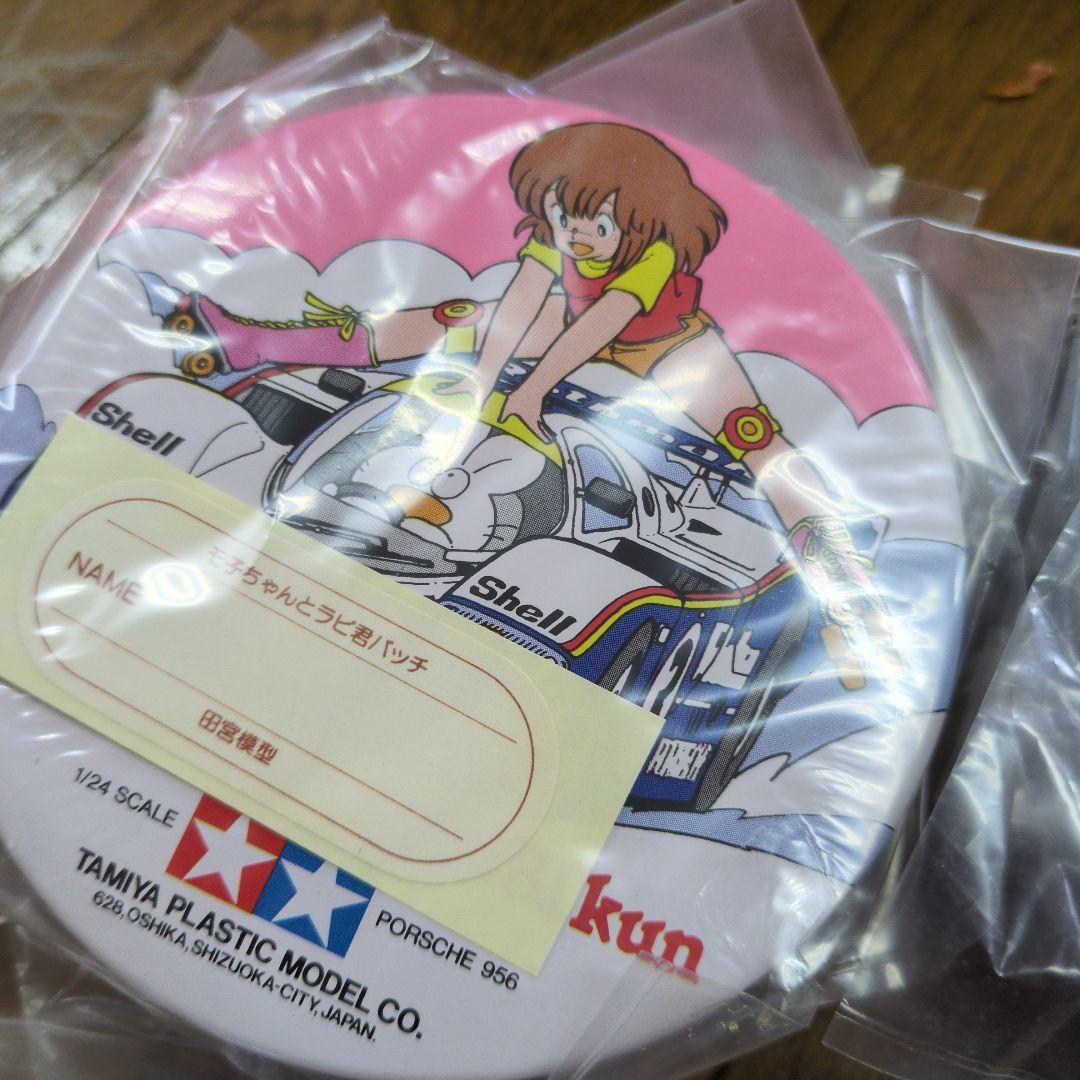 Shell
Shell
モ子ちゃんとラビ君バッチ
NAME
田宮模型
1/24 SCALE
PORSCHE 956
kun
TAMIYA PLASTIC MODEL CO.
628, OSHIKA, SHIZUOKA-CITY, JAPAN.